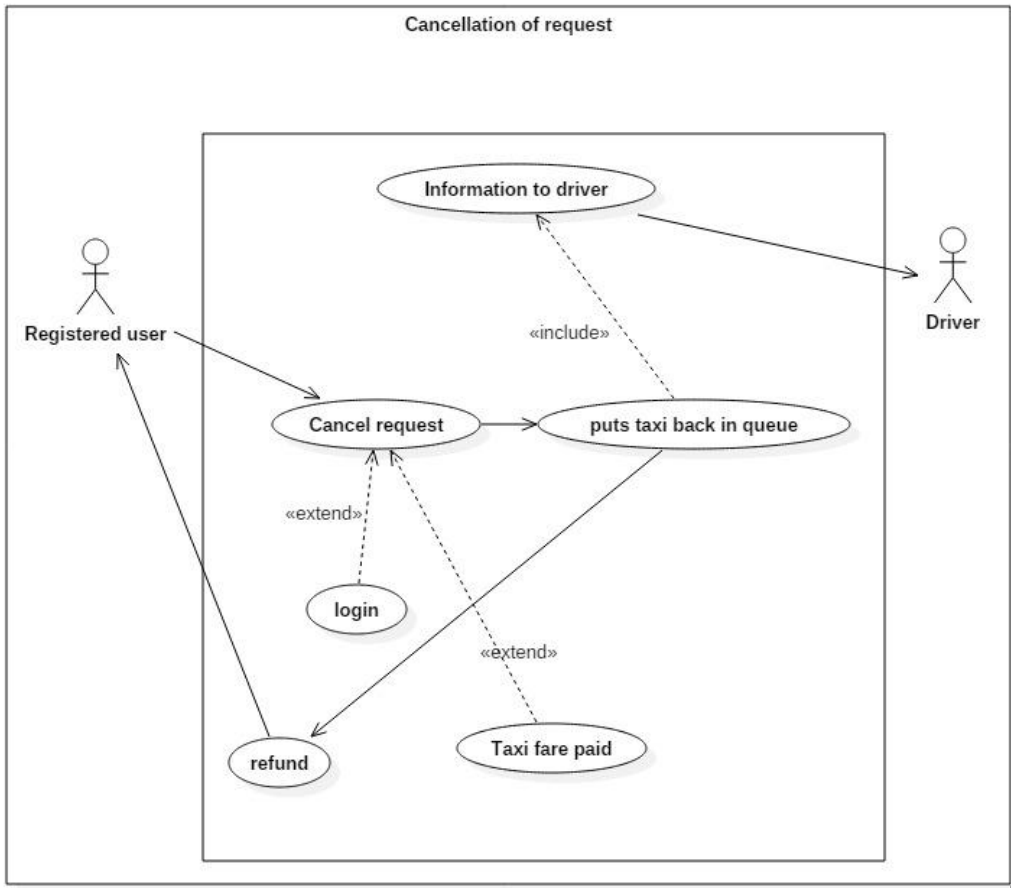 Cancellation of request
Information to driver
Registered user
Driver
«include»
Cancel request
puts taxi back in queue
«extend»
login
«extend»
Taxi fare paid
refund